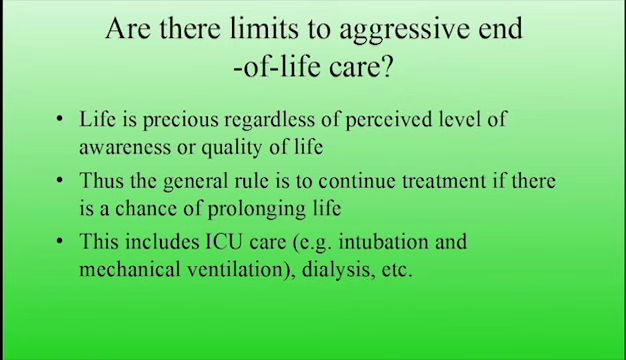 Are there limits to aggressive end
-of-life care?
• Life is precious regardless of perceived level of
awareness or quality of life
• Thus the general rule is to continue treatment if there
is a chance of prolonging life
• This includes ICU care (e.g. intubation and
mechanical ventilation), dialysis, etc.